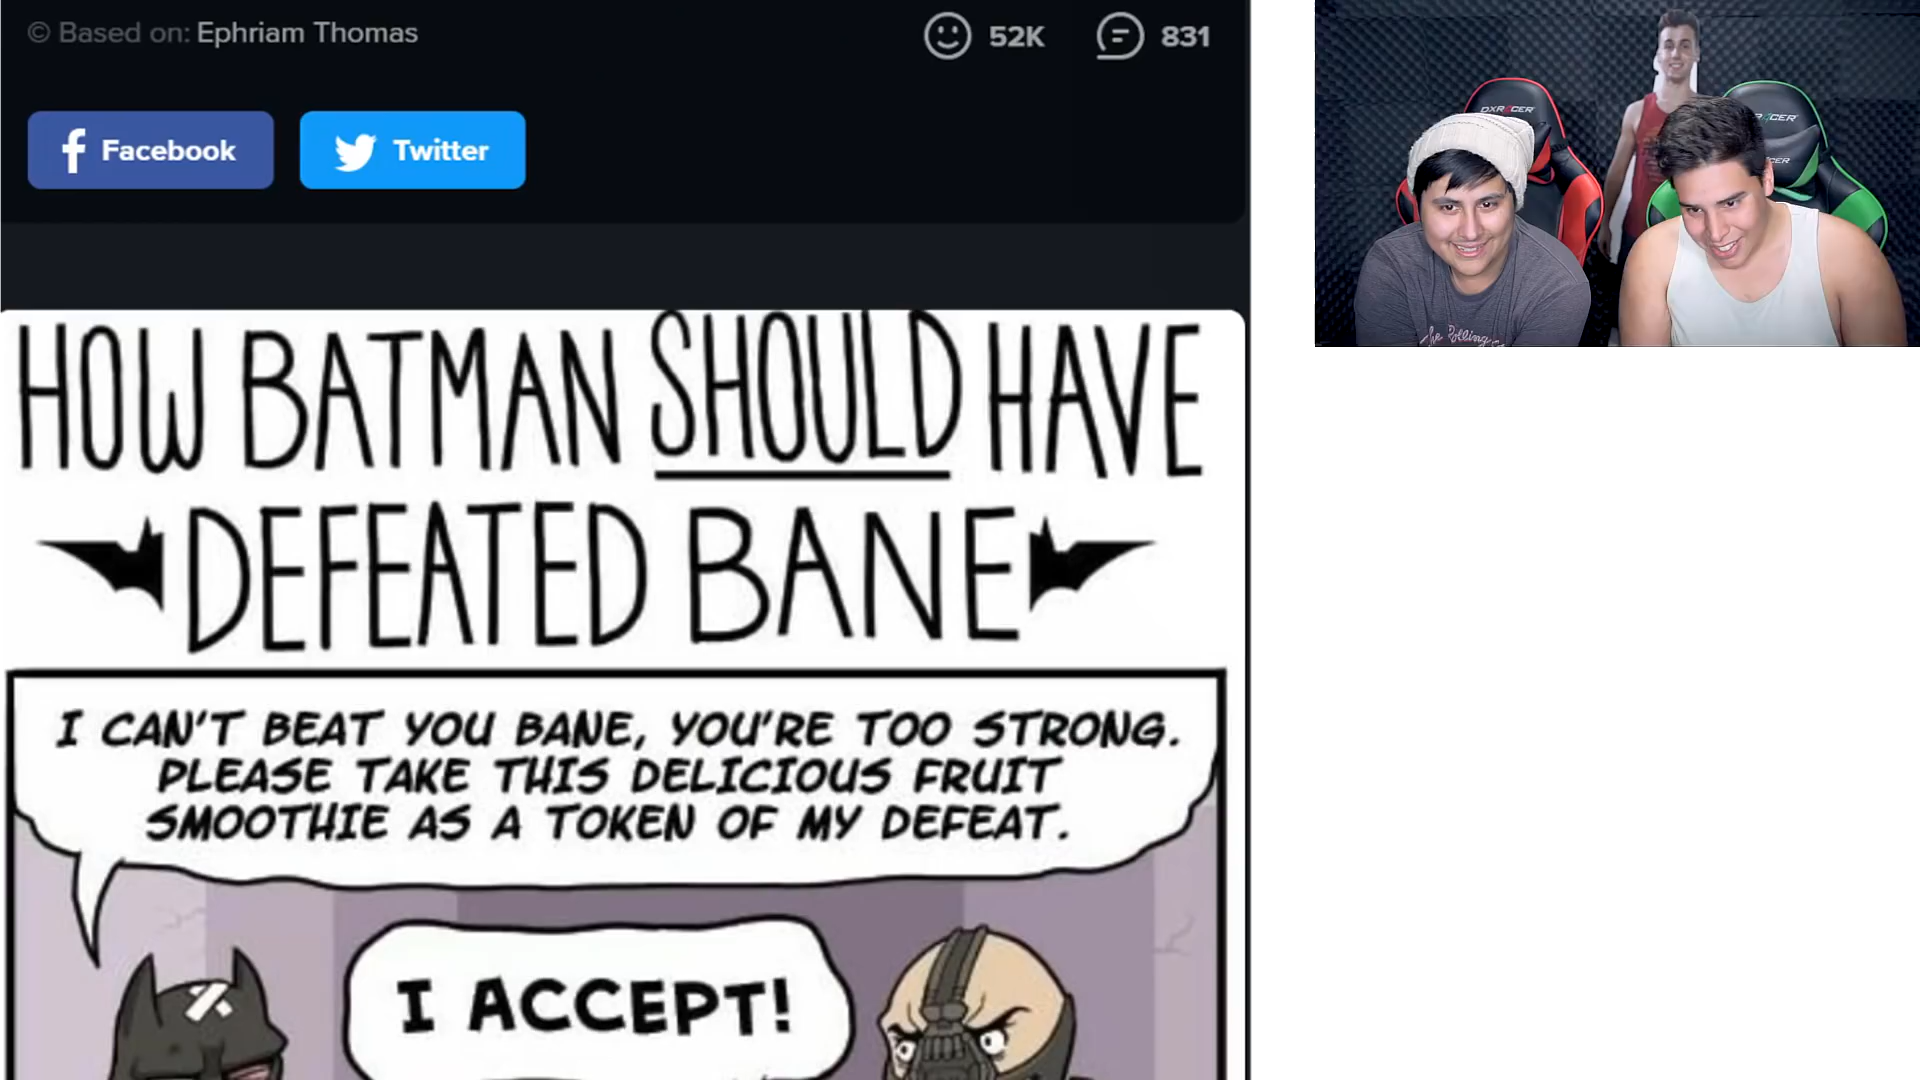 © Based on: Ephriam Thomas
52K
831
Facebook
Twitter
DXRACER
HOW BATMAN SHOULD HAVE
DEFEATED BANE
I CAN'T BEAT YOU BANE, YOU'RE TOO STRONG.
PLEASE TAKE THIS DELICIOUS FRUIT
SMOOTHIE AS A TOKEN OF MY DEFEAT.
I ACCEPT!